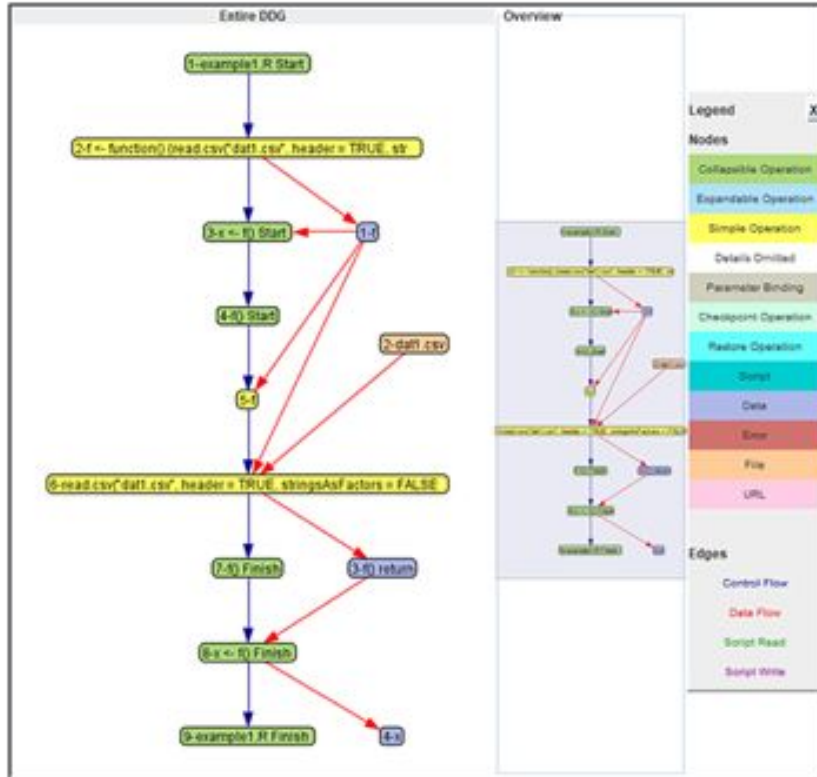 Entire DDG
Overview
1-example1.R Start
2-f <- function() {read.csv("dat1.csv", header = TRUE, str
3-x <- f() Start
1-f
4-f() Start
2-dat1.csv
5-f
6-read.csv("dat1.csv", header = TRUE, stringsAsFactors = FALSE
7-f() Finish
3-f() return
8-x <- f() Finish
9-example1.R Finish
4-x
Legend
X
Nodes
Collapsible Operation
Expandable Operation
Simple Operation
Details Omitted
Parameter Binding
Checkpoint Operation
Restore Operation
Script
Data
Error
File
URL
Edges
Control Flow
Data Flow
Script Read
Script Write